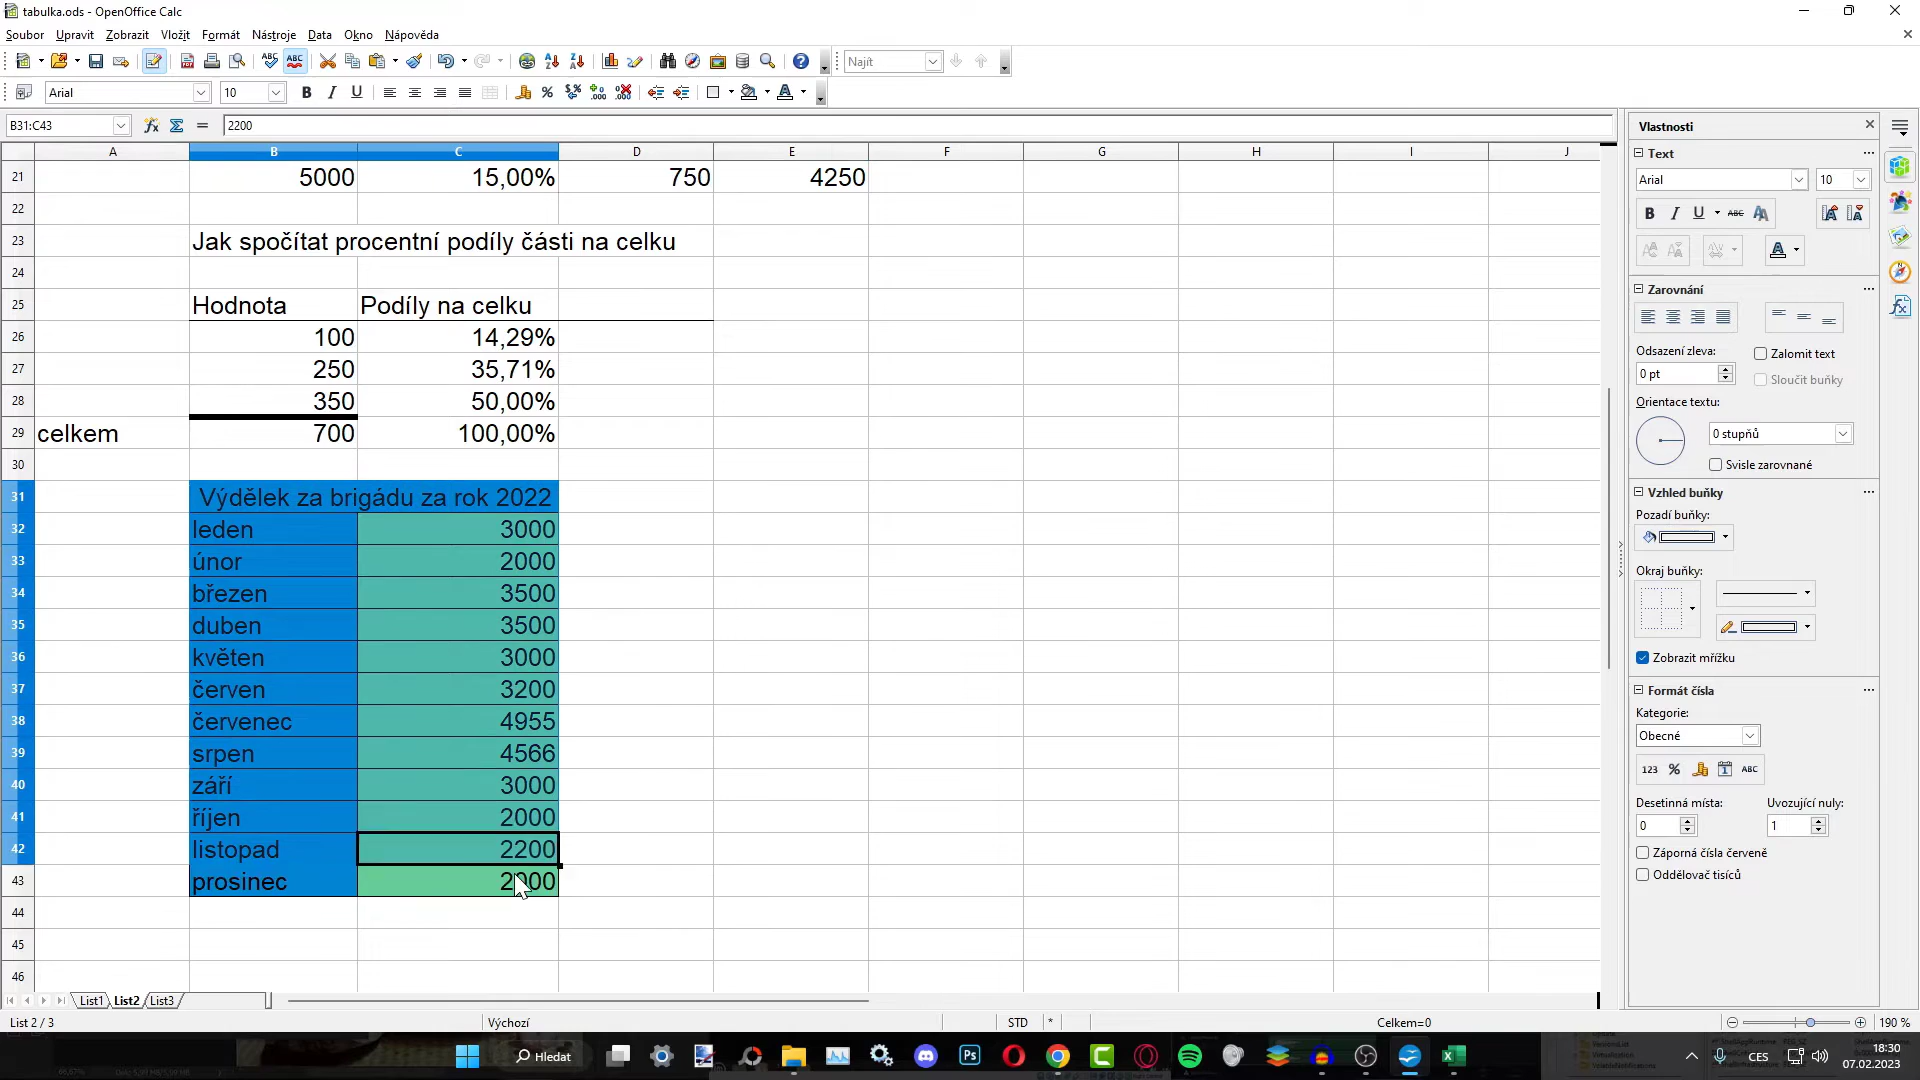 tabulka.ods - OpenOffice Calc
Soubor Upravit Zobrazit Vložit Formát Nástroje Data Okno Nápověda
Najít
Arial 10
B31:C43 2200
A B C D E F G H I J
21 5000 15,00% 750 4250
22
23 Jak spočítat procentní podíly části na celku
24
25 Hodnota Podíly na celku
26 100 14,29%
27 250 35,71%
28 350 50,00%
29 celkem 700 100,00%
30
31 Výdělek za brigádu za rok 2022
32 leden 3000
33 únor 2000
34 březen 3500
35 duben 3500
36 květen 3000
37 červen 3200
38 červenec 4955
39 srpen 4566
40 září 3000
41 říjen 2000
42 listopad 2200
43 prosinec 2000
44
45
46
List1 List2 List3
List 2 / 3 Výchozí STD * Celkem=0 190 %
Vlastnosti
Text
Arial 10
Zarovnání
Odsazení zleva:
Zalomit text
0 pt
Sloučit buňky
Orientace textu:
0 stupňů
Svisle zarovnané
Vzhled buňky
Pozadí buňky:
Okraj buňky:
Zobrazit mřížku
Formát čísla
Kategorie:
Obecné
123 % ABC
Desetinná místa: Uvozující nuly:
0 1
Záporná čísla červeně
Oddělovač tisíců
Hledat
CES
18:30
07.02.2023